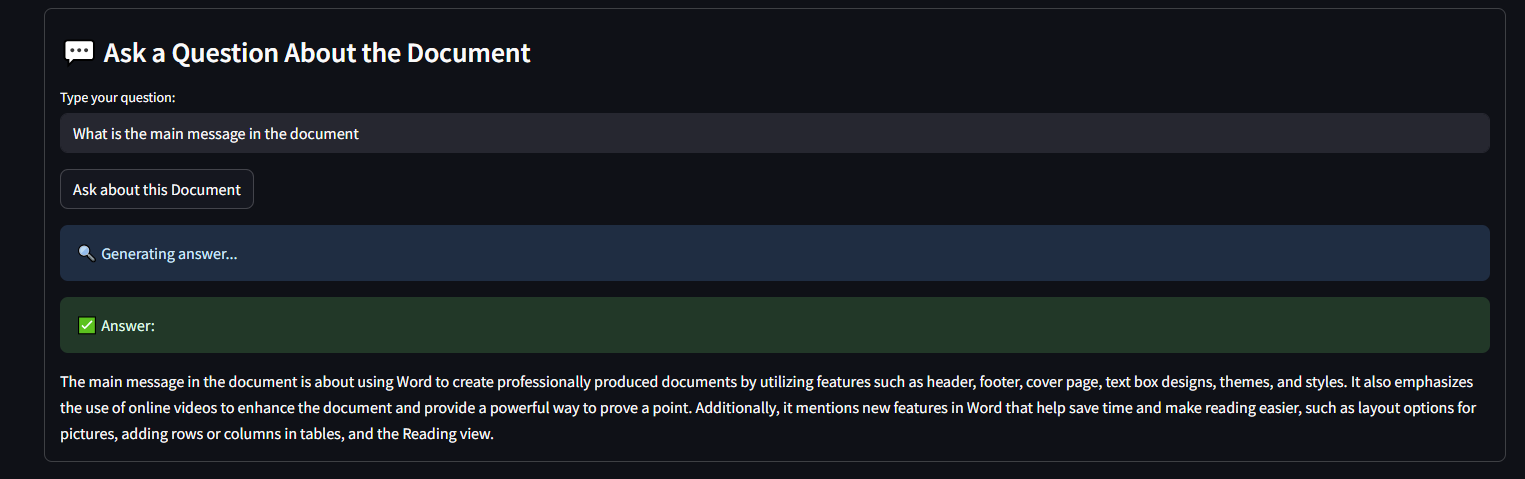 💬 Ask a Question About the Document
Type your question:
What is the main message in the document
Ask about this Document
🔍 Generating answer...
✅ Answer:
The main message in the document is about using Word to create professionally produced documents by utilizing features such as header, footer, cover page, text box designs, themes, and styles. It also emphasizes
the use of online videos to enhance the document and provide a powerful way to prove a point. Additionally, it mentions new features in Word that help save time and make reading easier, such as layout options for
pictures, adding rows or columns in tables, and the Reading view.